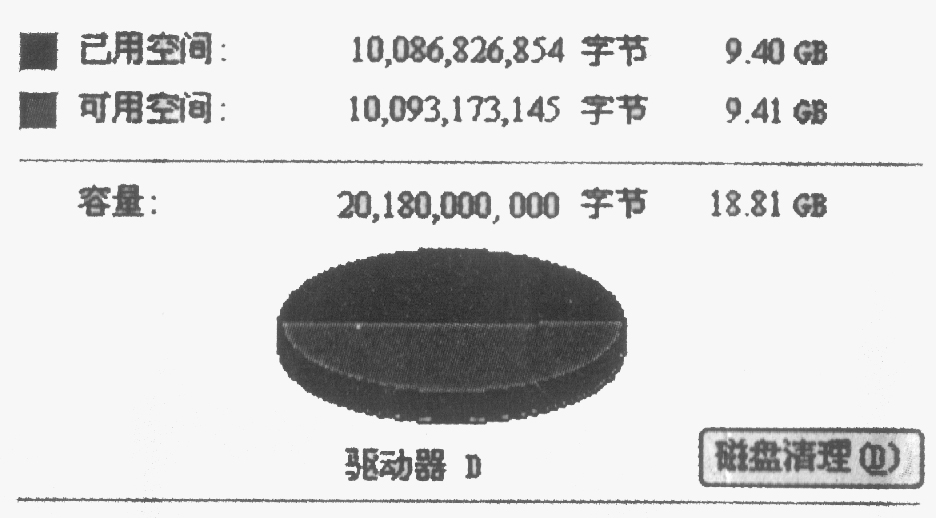 已用空间: 10,086,826,854 字节 9.40 GB
可用空间: 10,093,173,145 字节 9.41 GB
容量: 20,180,000,000 字节 18.81 GB
驱动器 D
磁盘清理(D)